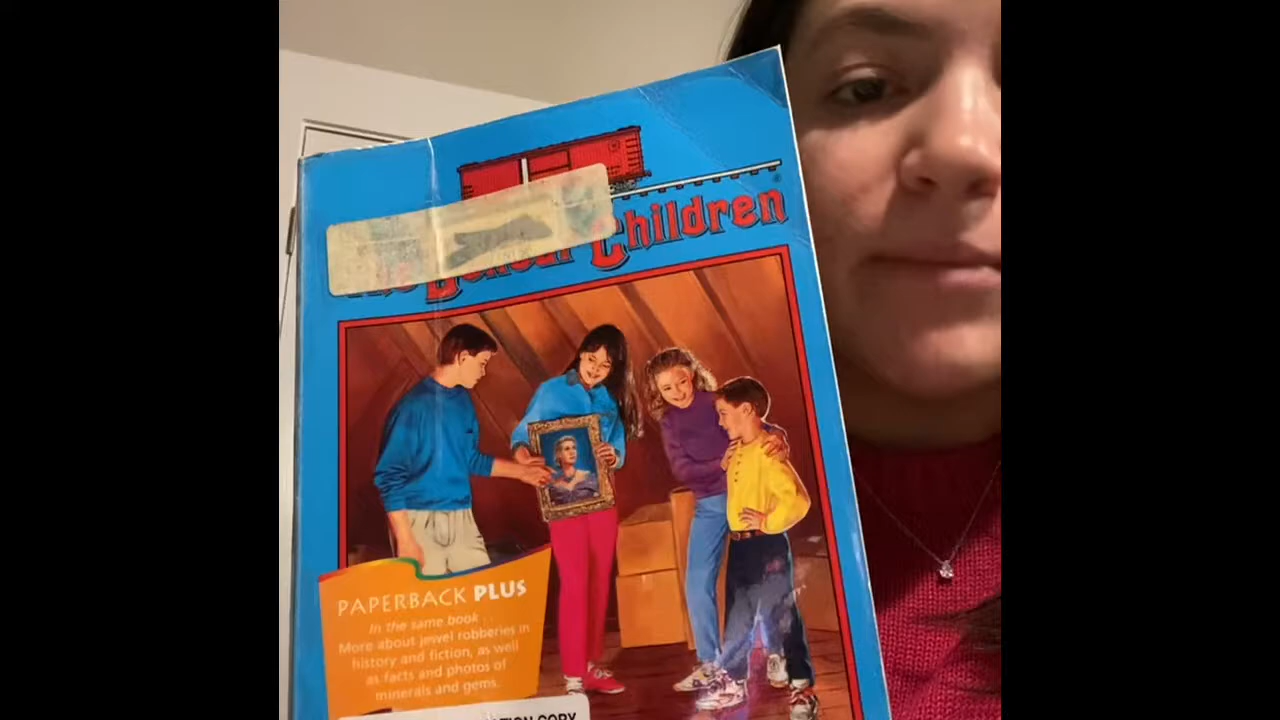 Children
PAPERBACK PLUS
In the same book . .
More about jewel robberies in
history and fiction, as well
as facts and photos of
minerals and gems.
COPY